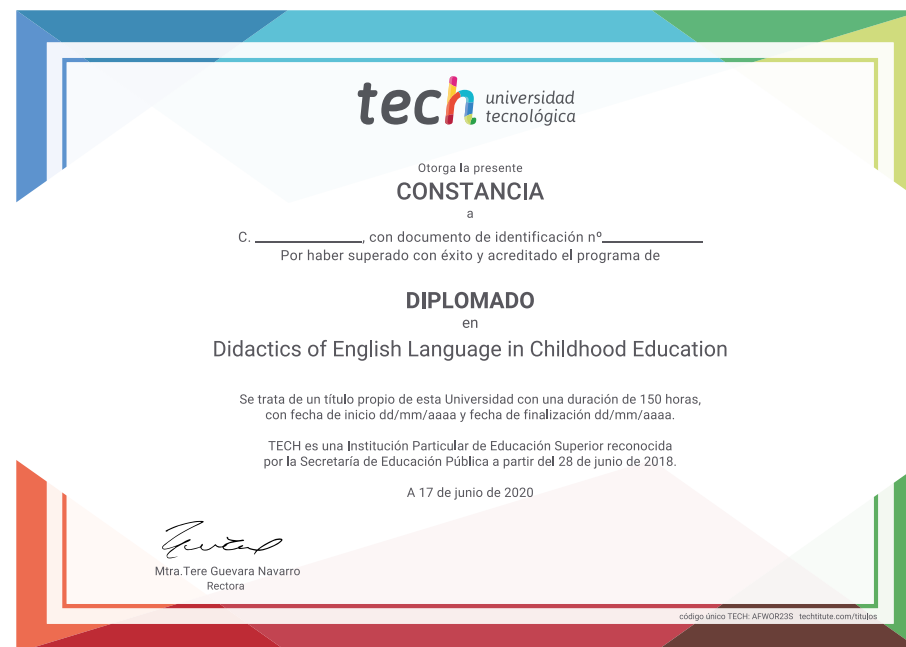 tech universidad
tecnológica
Otorga la presente
CONSTANCIA
a
C. ____________, con documento de identificación nº____________
Por haber superado con éxito y acreditado el programa de
DIPLOMADO
en
Didactics of English Language in Childhood Education
Se trata de un título propio de esta Universidad con una duración de 150 horas,
con fecha de inicio dd/mm/aaaa y fecha de finalización dd/mm/aaaa.
TECH es una Institución Particular de Educación Superior reconocida
por la Secretaría de Educación Pública a partir del 28 de junio de 2018.
A 17 de junio de 2020
Mtra.Tere Guevara Navarro
Rectora
código único TECH: AFWOR23S techtitute.com/titulos